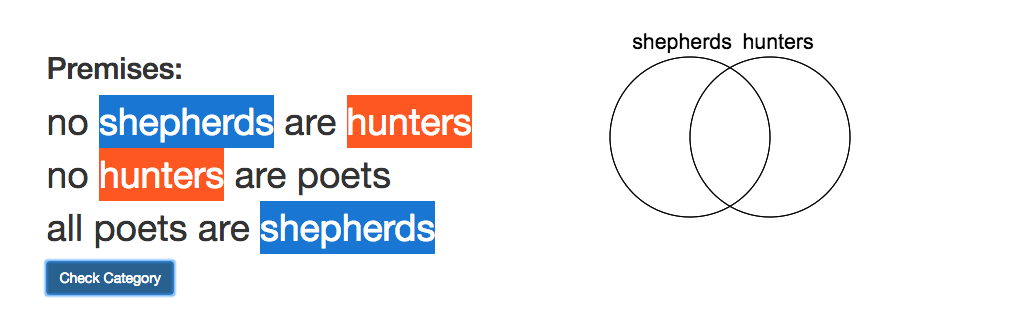 Premises:
no shepherds are hunters
no hunters are poets
all poets are shepherds
Check Category
shepherds hunters